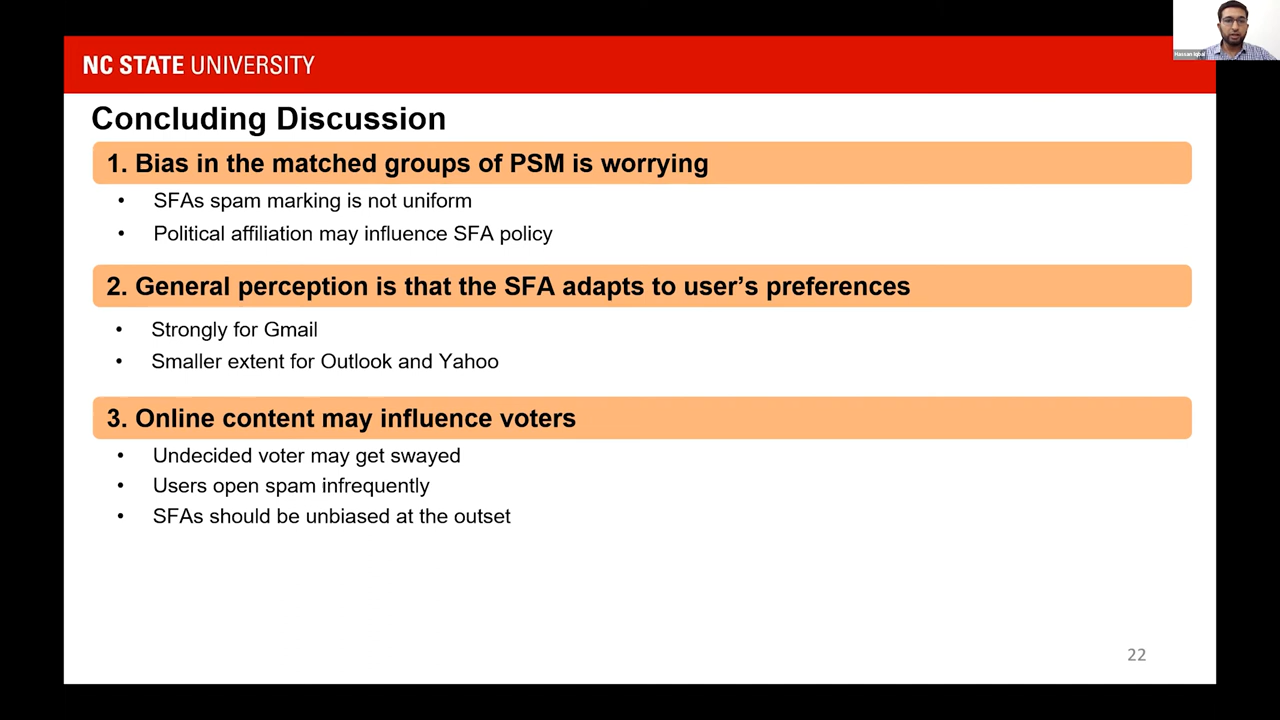 Hassan Iqbal
NC STATE UNIVERSITY
Concluding Discussion
1. Bias in the matched groups of PSM is worrying
• SFAs spam marking is not uniform
• Political affiliation may influence SFA policy
2. General perception is that the SFA adapts to user’s preferences
• Strongly for Gmail
• Smaller extent for Outlook and Yahoo
3. Online content may influence voters
• Undecided voter may get swayed
• Users open spam infrequently
• SFAs should be unbiased at the outset
22